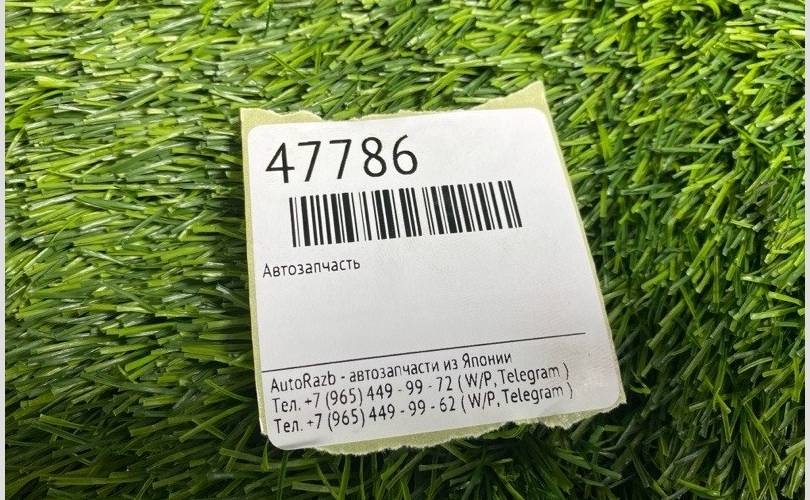 47786
Автозапчасть
AutoRazb - автозапчасти из Японии
Тел. +7 (965) 449 - 99 - 72 ( W/P, Telegram )
Тел. +7 (965) 449 - 99 - 62 ( W/P, Telegram )